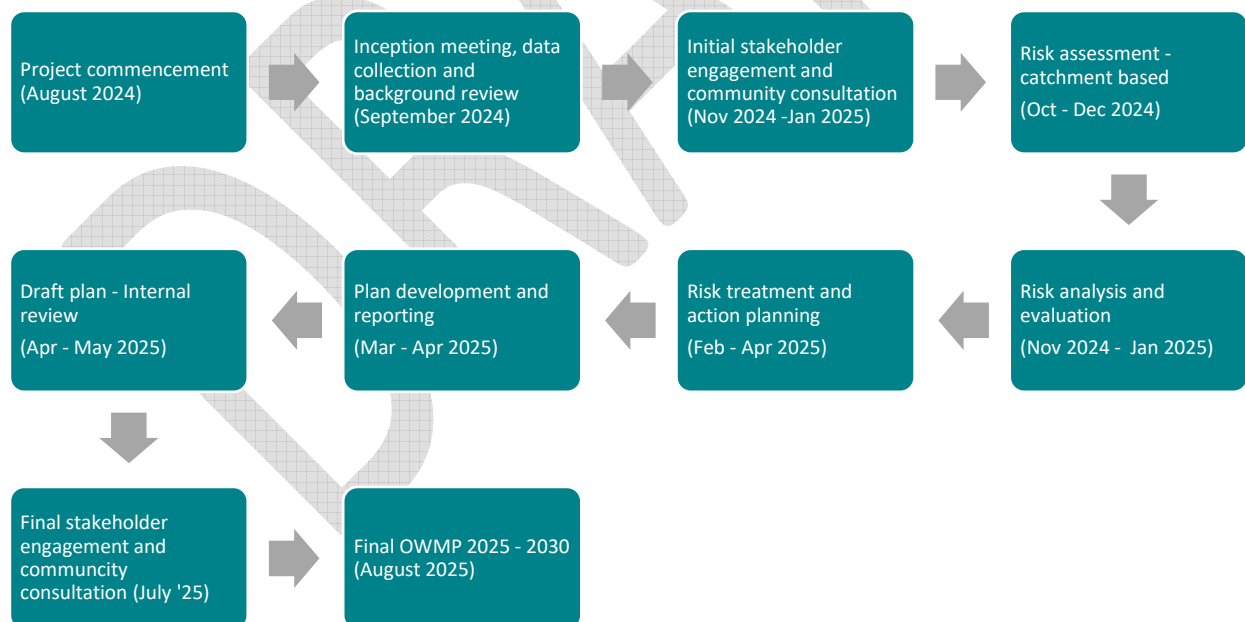 Project commencement
(August 2024)
Inception meeting, data
collection and
background review
(September 2024)
Initial stakeholder
engagement and
community consultation
(Nov 2024 -Jan 2025)
Risk assessment -
catchment based
(Oct - Dec 2024)
Risk analysis and
evaluation
(Nov 2024 - Jan 2025)
Risk treatment and
action planning
(Feb - Apr 2025)
Plan development and
reporting
(Mar - Apr 2025)
Draft plan - Internal
review
(Apr - May 2025)
Final stakeholder
engagement and
communcity
consultation (July '25)
Final OWMP 2025 - 2030
(August 2025)